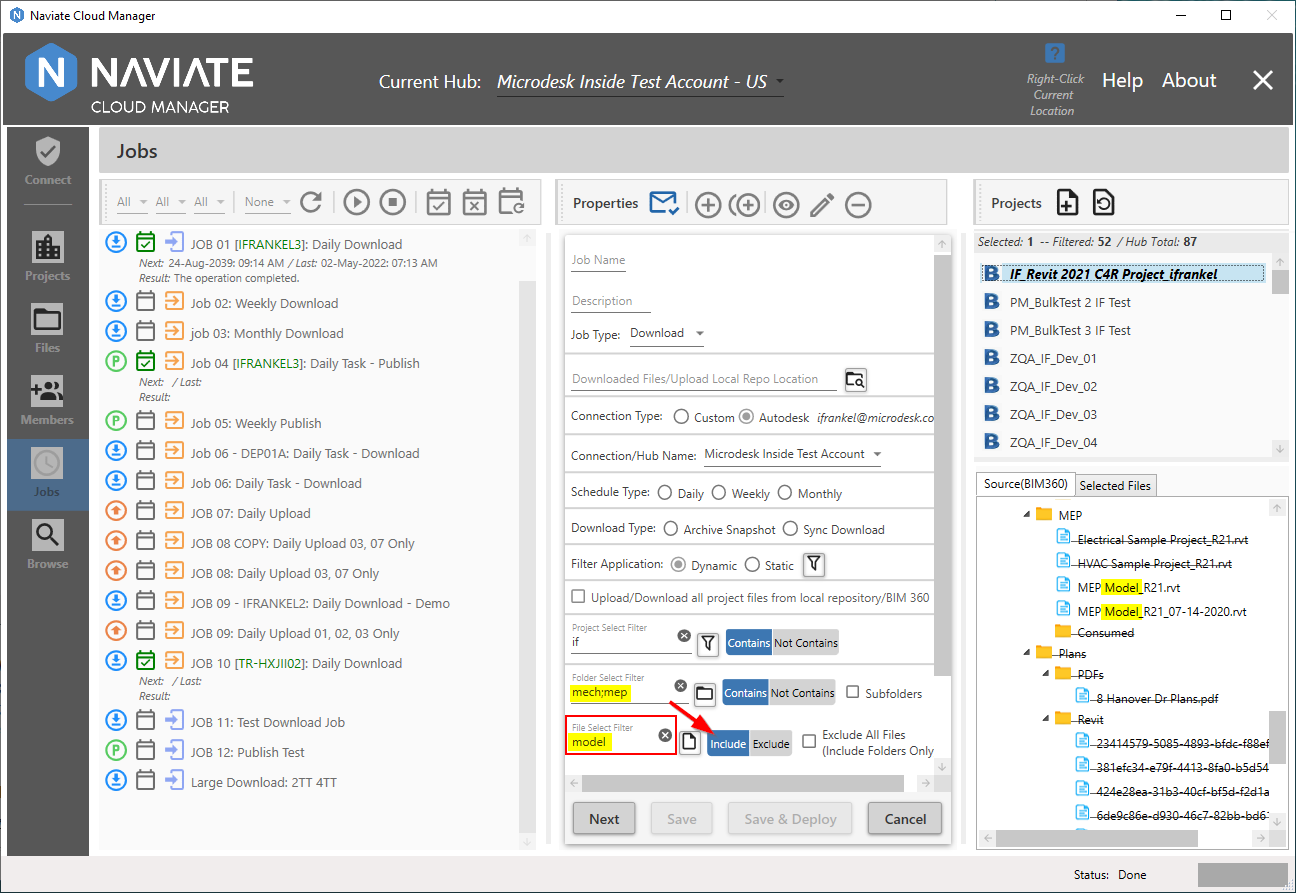 Naviate Cloud Manager
NAVIATE
CLOUD MANAGER
Current Hub: Microdesk Inside Test Account - US
?
Right-Click
Current
Location
Help
About
Connect
Projects
Files
Members
Jobs
Browse
Jobs
All All All None
JOB 01 [IFRANKEL3]: Daily Download
Next: 24-Aug-2039: 09:14 AM / Last: 02-May-2022: 07:13 AM
Result: The operation completed.
Job 02: Weekly Download
job 03: Monthly Download
P Job 04 [IFRANKEL3]: Daily Task - Publish
Next: / Last:
Result:
P Job 05: Weekly Publish
Job 06 - DEP01A: Daily Task - Download
Job 06: Daily Task - Download
JOB 07: Daily Upload
JOB 08 COPY: Daily Upload 03, 07 Only
JOB 08: Daily Upload 03, 07 Only
JOB 09 - IFRANKEL2: Daily Download - Demo
JOB 09: Daily Upload 01, 02, 03 Only
JOB 10 [TR-HXJII02]: Daily Download
Next: / Last:
Result:
JOB 11: Test Download Job
P JOB 12: Publish Test
Large Download: 2TT 4TT
Properties
Job Name
Description
Job Type: Download
Downloaded Files/Upload Local Repo Location
Connection Type: Custom Autodesk ifrankel@microdesk.co
Connection/Hub Name: Microdesk Inside Test Account
Schedule Type: Daily Weekly Monthly
Download Type: Archive Snapshot Sync Download
Filter Application: Dynamic Static
Upload/Download all project files from local repository/BIM 360
Project Select Filter
if Contains Not Contains
Folder Select Filter
mech;mep Contains Not Contains Subfolders
File Select Filter
model Include Exclude Exclude All Files
(Include Folders Only
Next Save Save & Deploy Cancel
Projects
Selected: 1 -- Filtered: 52 / Hub Total: 87
B IF_Revit 2021 C4R Project_ifrankel
B PM_BulkTest 2 IF Test
B PM_BulkTest 3 IF Test
B ZQA_IF_Dev_01
B ZQA_IF_Dev_02
B ZQA_IF_Dev_03
B ZQA_IF_Dev_04
Source(BIM360) Selected Files
MEP
Electrical Sample Project_R21.rvt
HVAC Sample Project_R21.rvt
MEP Model_R21.rvt
MEP Model_R21_07-14-2020.rvt
Consumed
Plans
PDFs
8 Hanover Dr Plans.pdf
Revit
23414579-5085-4893-bfdc-f88ef
381efc34-e79f-4413-8fa0-b5d54
424e28ea-31b3-40cf-bf5d-f2d1a
6de9c86e-d930-46c7-82bb-bd6
Status: Done